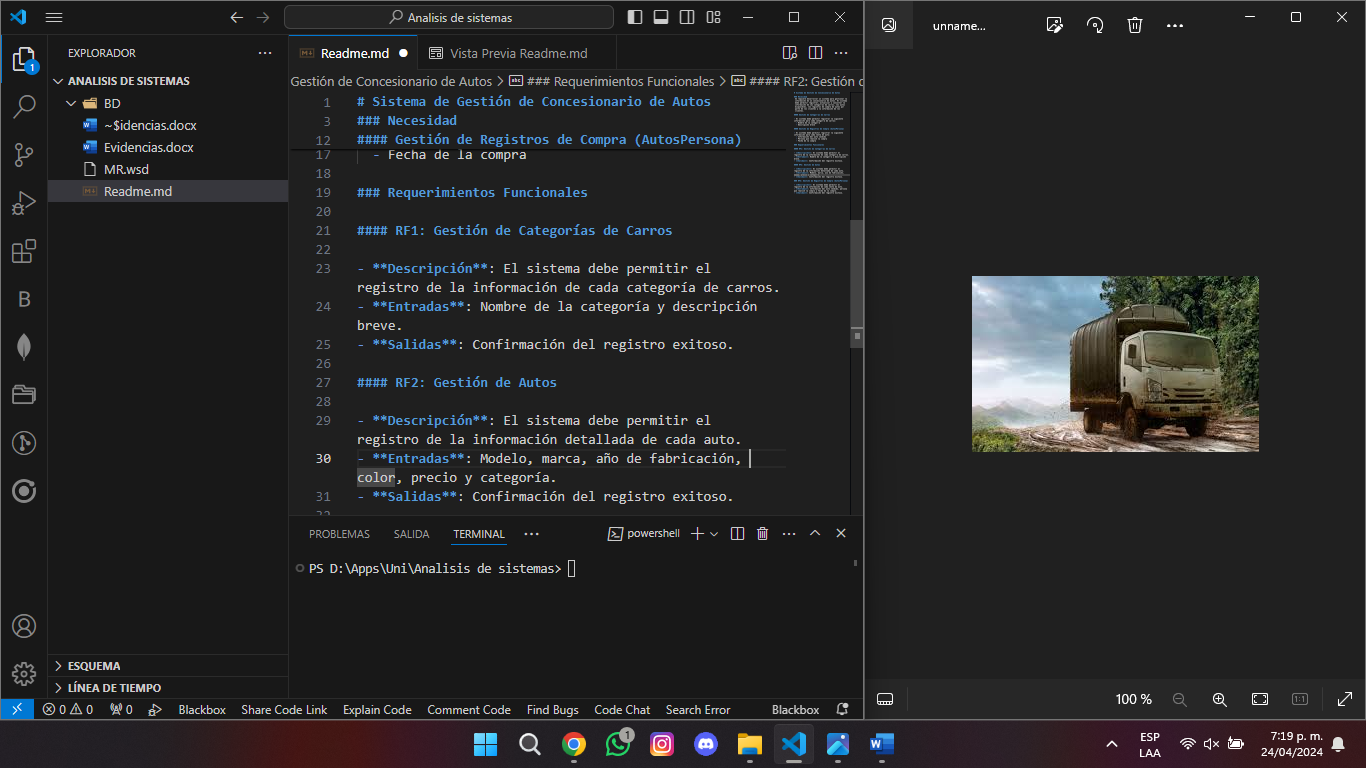 Analisis de sistemas
unname...
EXPLORADOR
Readme.md
Vista Previa Readme.md
ANALISIS DE SISTEMAS
Gestión de Concesionario de Autos > ### Requerimientos Funcionales > #### RF2: Gestión d
BD
~$idencias.docx
Evidencias.docx
MR.wsd
Readme.md
1
1 # Sistema de Gestión de Concesionario de Autos
3 ### Necesidad
12 #### Gestión de Registros de Compra (AutosPersona)
17 - Fecha de la compra
18
19 ### Requerimientos Funcionales
20
21 #### RF1: Gestión de Categorías de Carros
22
23 - **Descripción**: El sistema debe permitir el
registro de la información de cada categoría de carros.
24 - **Entradas**: Nombre de la categoría y descripción
breve.
25 - **Salidas**: Confirmación del registro exitoso.
26
27 #### RF2: Gestión de Autos
28
29 - **Descripción**: El sistema debe permitir el
registro de la información detallada de cada auto.
30 - **Entradas**: Modelo, marca, año de fabricación,
color, precio y categoría.
31 - **Salidas**: Confirmación del registro exitoso.
32
PROBLEMAS SALIDA TERMINAL powershell
PS D:\Apps\Uni\Analisis de sistemas>
ESQUEMA
LÍNEA DE TIEMPO
0 0 0 Blackbox Share Code Link Explain Code Comment Code Find Bugs Code Chat Search Error Blackbox
100 %
1:1
1
ESP
LAA
7:19 p. m.
24/04/2024